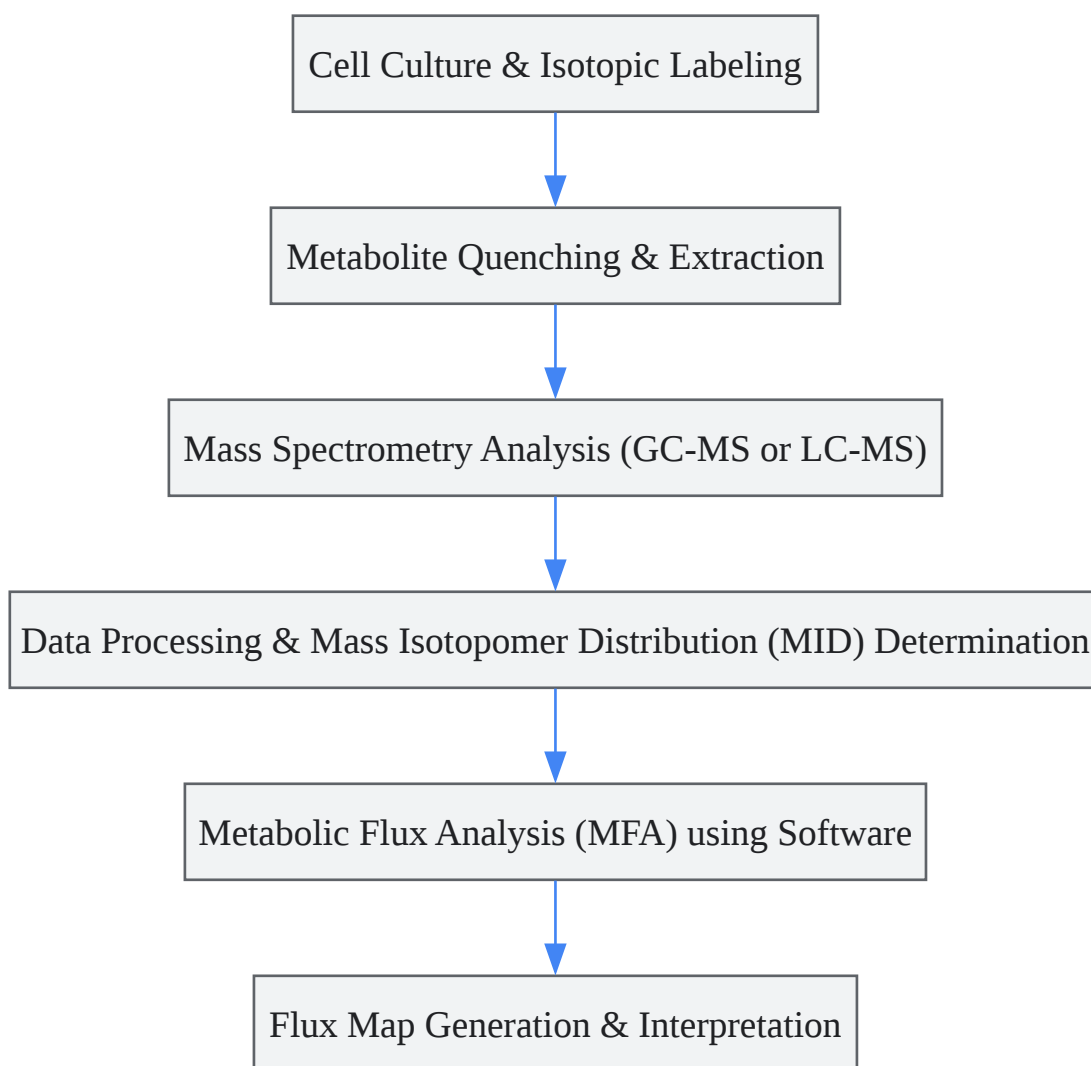 Cell Culture & Isotopic Labeling
Metabolite Quenching & Extraction
Mass Spectrometry Analysis (GC-MS or LC-MS)
Data Processing & Mass Isotopomer Distribution (MID) Determination
Metabolic Flux Analysis (MFA) using Software
Flux Map Generation & Interpretation